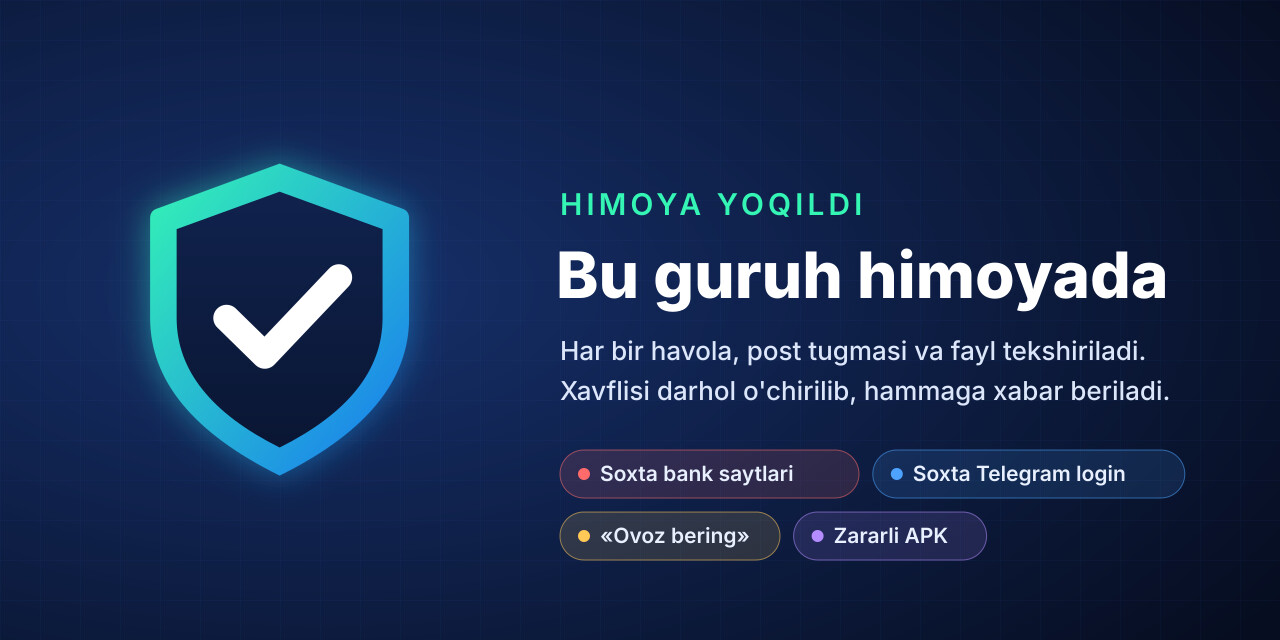 HIMOYA YOQILDI
Bu guruh himoyada
Har bir havola, post tugmasi va fayl tekshiriladi.
Xavflisi darhol o'chirilib, hammaga xabar beriladi.
Soxta bank saytlari
Soxta Telegram login
«Ovoz bering»
Zararli APK